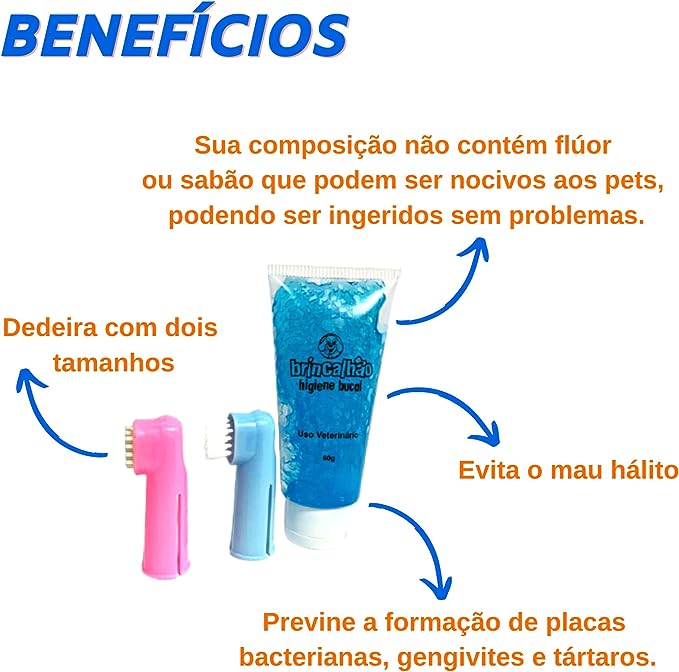 BENEFÍCIOS
Sua composição não contém flúor
ou sabão que podem ser nocivos aos pets,
podendo ser ingeridos sem problemas.
Dedeira com dois
tamanhos
brincalhão
higiene bucal
Uso Veterinário
60g
Evita o mau hálito
Previne a formação de placas
bacterianas, gengivites e tártaros.